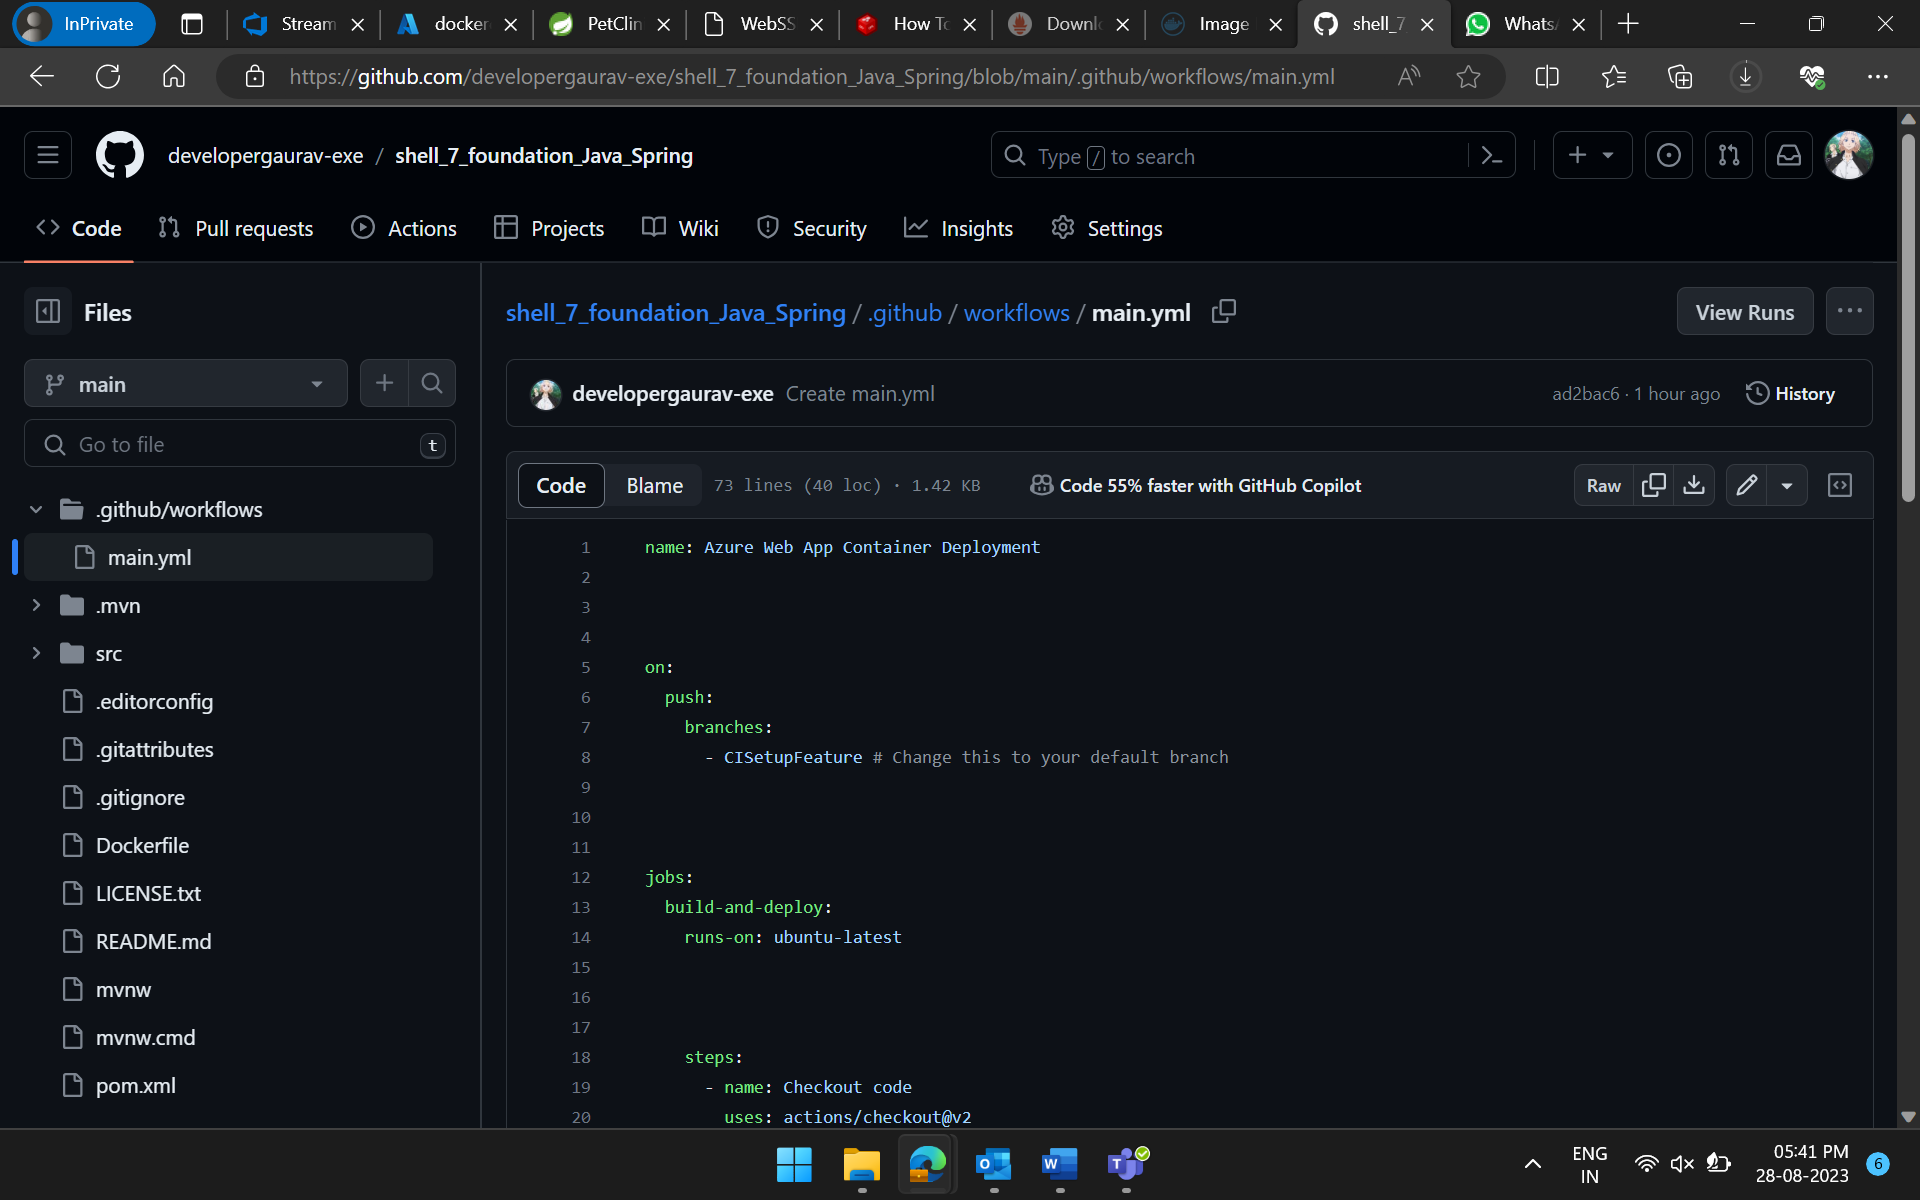 InPrivate
Stream
docker
PetClin
WebSS
How To
Downl
Image
shell_7
Whats
https://github.com/developergaurav-exe/shell_7_foundation_Java_Spring/blob/main/.github/workflows/main.yml
developergaurav-exe / shell_7_foundation_Java_Spring
Type / to search
Code
Pull requests
Actions
Projects
Wiki
Security
Insights
Settings
Files
main
Go to file
t
.github/workflows
main.yml
.mvn
src
.editorconfig
.gitattributes
.gitignore
Dockerfile
LICENSE.txt
README.md
mvnw
mvnw.cmd
pom.xml
shell_7_foundation_Java_Spring / .github / workflows / main.yml
View Runs
developergaurav-exe Create main.yml
ad2bac6 · 1 hour ago
History
Code
Blame
73 lines (40 loc) · 1.42 KB
Code 55% faster with GitHub Copilot
Raw
1 name: Azure Web App Container Deployment
2
3
4
5 on:
6 push:
7 branches:
8 - CISetupFeature # Change this to your default branch
9
10
11
12 jobs:
13 build-and-deploy:
14 runs-on: ubuntu-latest
15
16
17
18 steps:
19 - name: Checkout code
20 uses: actions/checkout@v2
ENG
IN
05:41 PM
28-08-2023
6